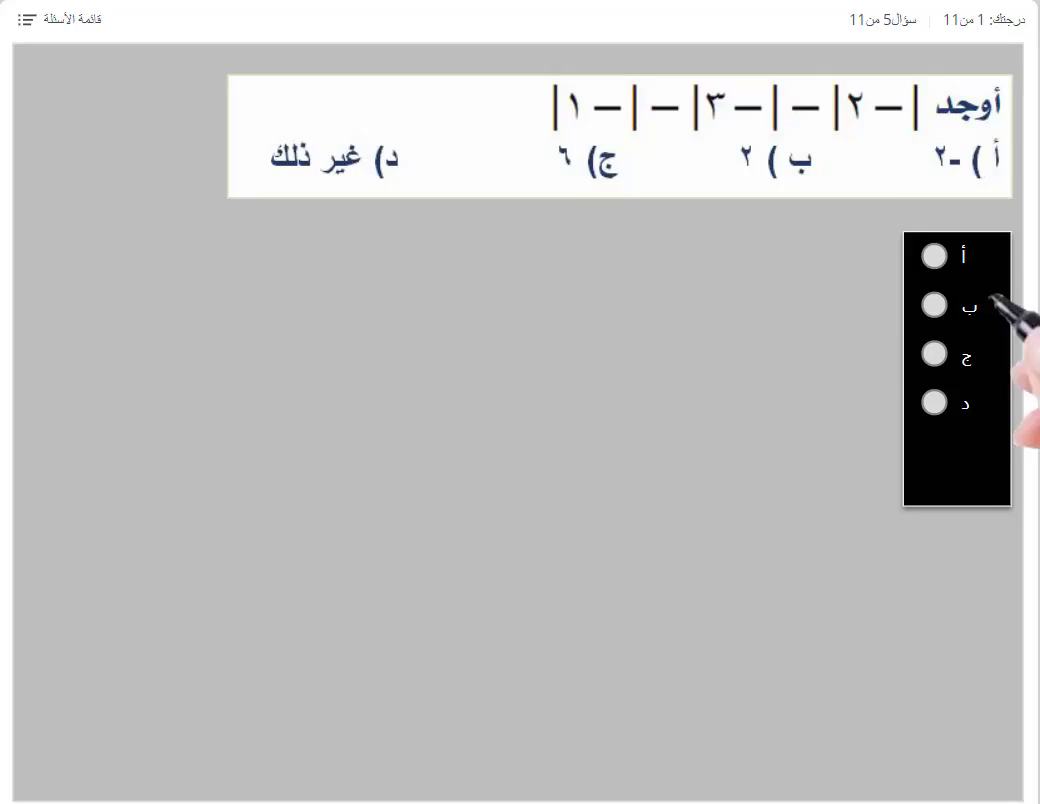 درجتك: 1 من11 | سؤال5 من11
قائمة الأسئلة
أوجد | – ٢ | – | – ٣ | – | – ١ |
أ ) -٢ ب ) ٢ ج) ٦ د) غير ذلك
أ
ب
ج
د